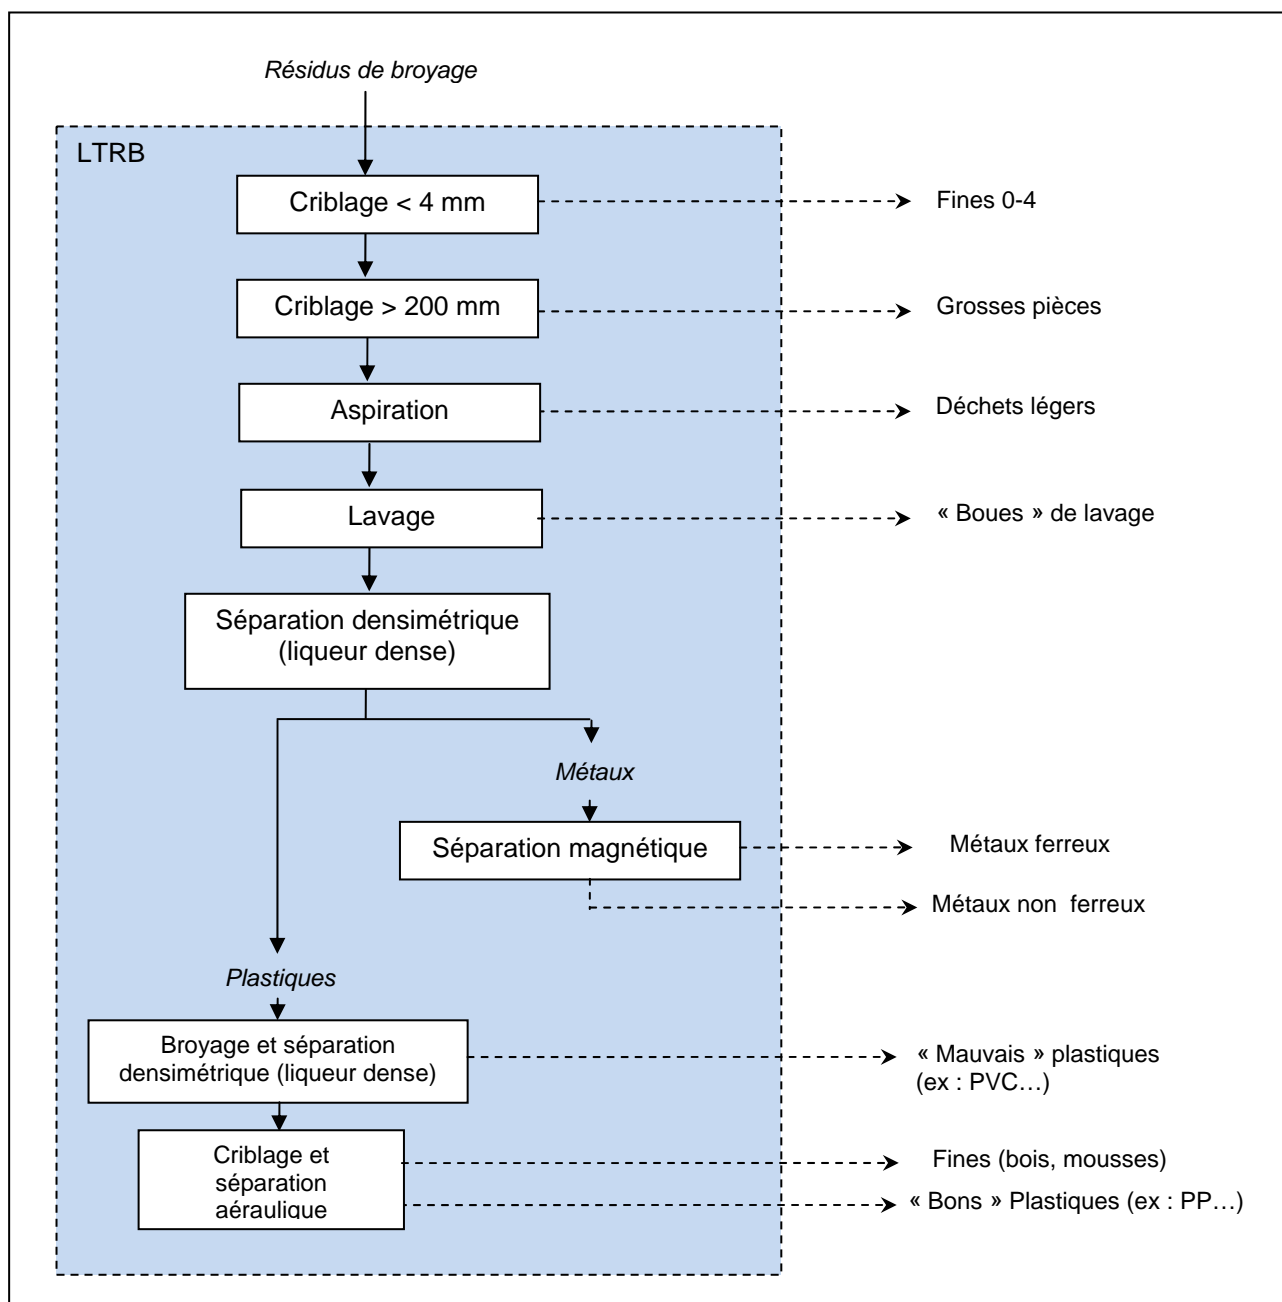 Résidus de broyage
LTRB
Criblage < 4 mm
Fines 0-4
Criblage > 200 mm
Grosses pièces
Aspiration
Déchets légers
Lavage
« Boues » de lavage
Séparation densimétrique
(liqueur dense)
Métaux
Séparation magnétique
Métaux ferreux
Métaux non ferreux
Plastiques
Broyage et séparation
densimétrique (liqueur dense)
« Mauvais » plastiques
(ex : PVC…)
Criblage et
séparation
aéraulique
Fines (bois, mousses)
« Bons » Plastiques (ex : PP…)